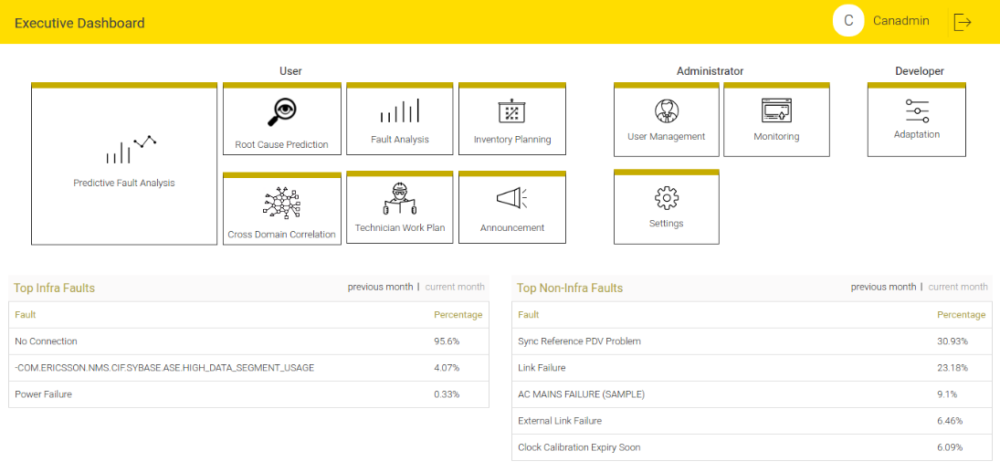 Executive Dashboard
C Canadmin
User
Administrator
Developer
Predictive Fault Analysis
Root Cause Prediction
Fault Analysis
Inventory Planning
User Management
Monitoring
Adaptation
Cross Domain Correlation
Technician Work Plan
Announcement
Settings
Top Infra Faults previous month | current month
Fault Percentage
No Connection 95.6%
-COM.ERICSSON.NMS.CIF.SYBASE.ASE.HIGH_DATA_SEGMENT_USAGE 4.07%
Power Failure 0.33%
Top Non-Infra Faults previous month | current month
Fault Percentage
Sync Reference PDV Problem 30.93%
Link Failure 23.18%
AC MAINS FAILURE (SAMPLE) 9.1%
External Link Failure 6.46%
Clock Calibration Expiry Soon 6.09%